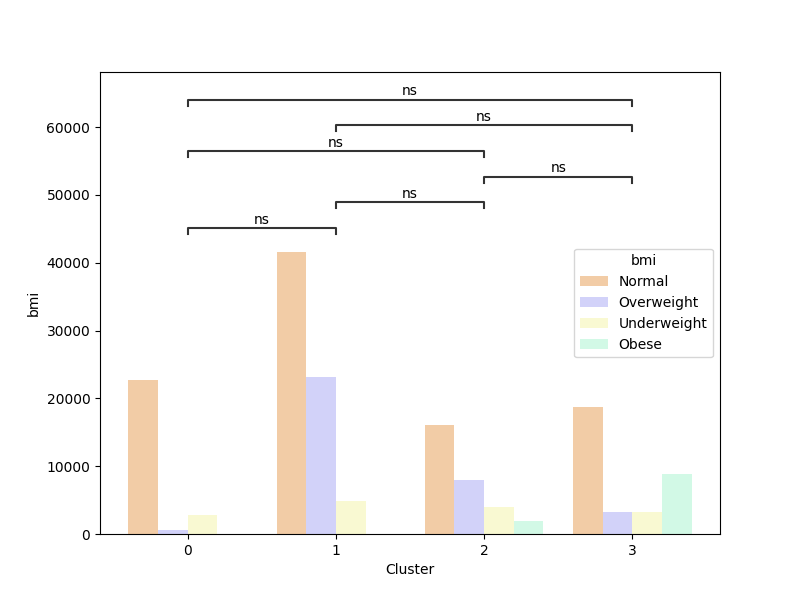 ns
ns
ns
ns
ns
ns
60000
50000
40000
30000
20000
10000
0
bmi
bmi
Normal
Overweight
Underweight
Obese
0 1 2 3
Cluster